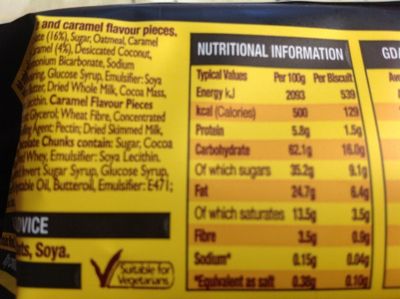 and caramel flavour pieces.
(16%), Sugar, Oatmeal, Caramel
(4%), Desiccated Coconut,
Bicarbonate, Sodium
Glucose Syrup, Emulsifier: Soya
Dried Whole Milk, Cocoa Mass,
Caramel Flavour Pieces
Glycerol; Wheat Fibre, Concentrated
Agent: Pectin; Dried Skimmed Milk,
Chunks contain: Sugar, Cocoa
Whey, Emulsifier: Soya Lecithin.
Invert Sugar Syrup, Glucose Syrup,
Oil, Butteroil, Emulsifier: E471;
ADVICE
Soya.
Suitable for
Vegetarians
NUTRITIONAL INFORMATION
Typical Values Per 100g Per Biscuit
Energy kJ 2093 539
kcal (Calories) 500 129
Protein 5.8g 1.5g
Carbohydrate 62.1g 16.0g
Of which sugars 35.2g 9.1g
Fat 24.7g 6.4g
Of which saturates 13.5g 3.5g
Fibre 3.5g 0.9g
Sodium* 0.15g 0.04g
*Equivalent as salt 0.38g 0.10g